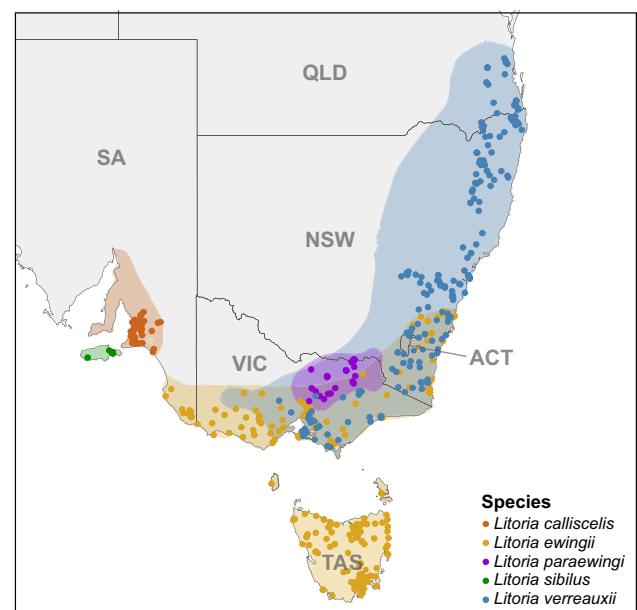 QLD
SA
NSW
VIC
ACT
TAS
Species
Litoria calliscelis
Litoria ewingii
Litoria paraewingi
Litoria sibilus
Litoria verreauxii